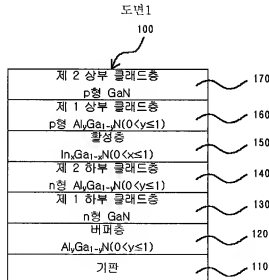 도면1
100
제 2 상부 클래드층
p형 GaN
170
제 1 상부 클래드층
p형 AlyGa1-yN(0<y≤1)
160
활성층
InxGa1-xN(0<x≤1)
150
제 2 하부 클래드층
n형 AlyGa1-yN(0<y≤1)
140
제 1 하부 클래드층
n형 GaN
130
버퍼층
AlyGa1-yN(0<y≤1)
120
기판
110